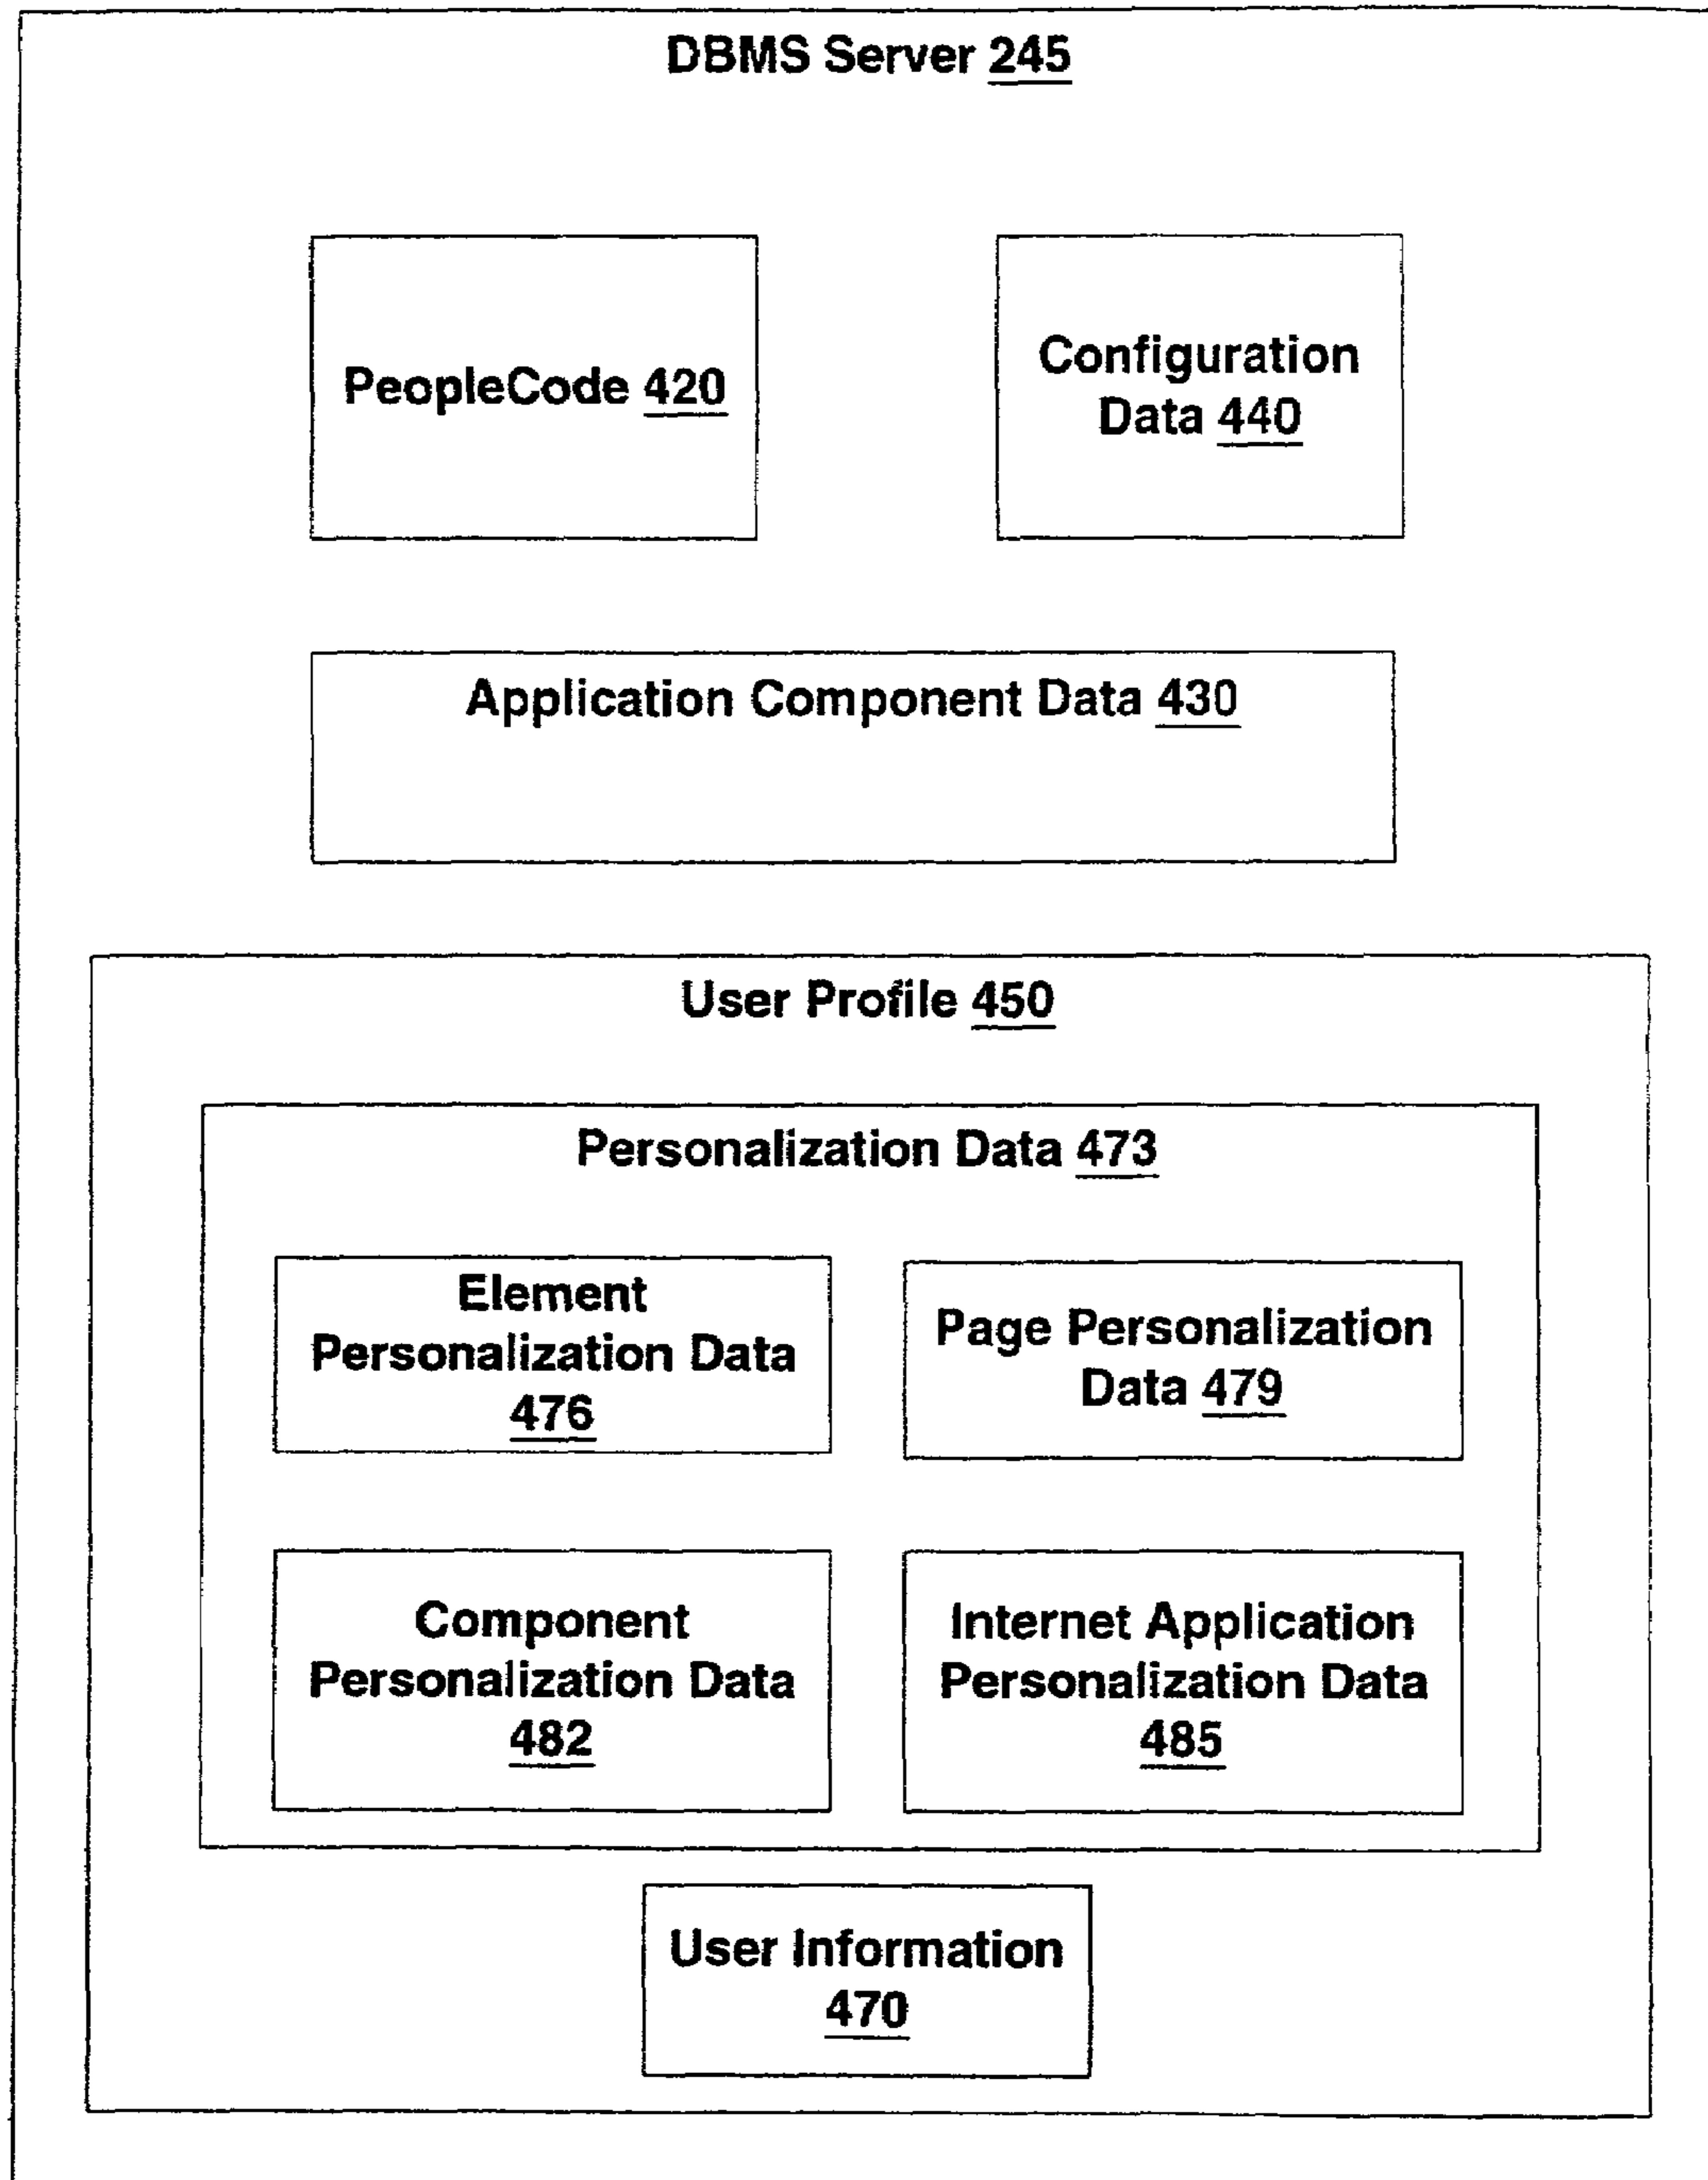 DBMS Server 245
PeopleCode 420
Configuration
Data 440
Application Component Data 430
User Profile 450
Personalization Data 473
Element
Personalization Data
476
Page Personalization
Data 479
Component
Personalization Data
482
Internet Application
Personalization Data
485
User Information
470